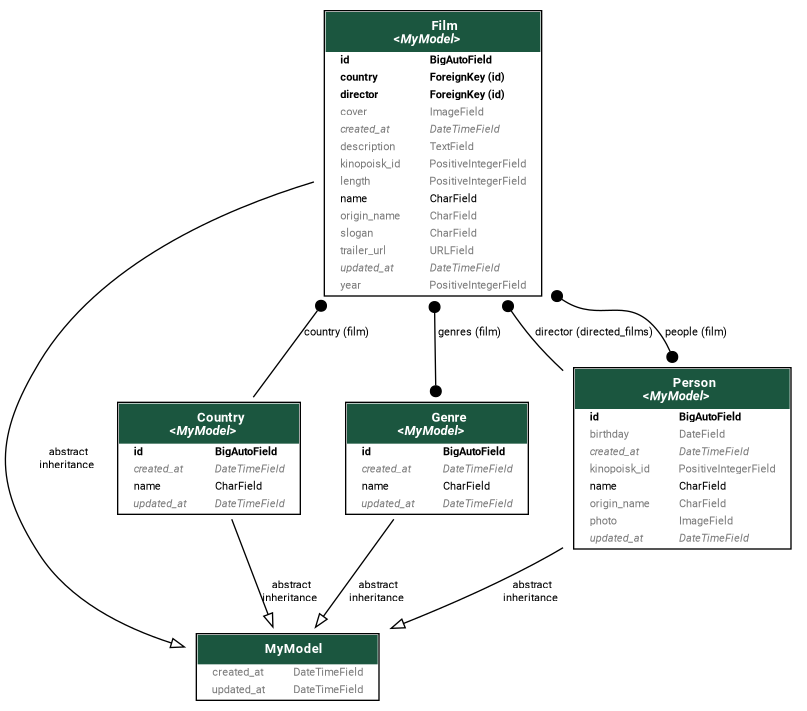 Film
<MyModel>
id BigAutoField
country ForeignKey (id)
director ForeignKey (id)
cover ImageField
created_at DateTimeField
description TextField
kinopoisk_id PositiveIntegerField
length PositiveIntegerField
name CharField
origin_name CharField
slogan CharField
trailer_url URLField
updated_at DateTimeField
year PositiveIntegerField
country (film) genres (film) director (directed_films) people (film)
Country
<MyModel>
id BigAutoField
created_at DateTimeField
name CharField
updated_at DateTimeField
Genre
<MyModel>
id BigAutoField
created_at DateTimeField
name CharField
updated_at DateTimeField
Person
<MyModel>
id BigAutoField
birthday DateField
created_at DateTimeField
kinopoisk_id PositiveIntegerField
name CharField
origin_name CharField
photo ImageField
updated_at DateTimeField
abstract
inheritance
abstract
inheritance
abstract
inheritance
abstract
inheritance
MyModel
created_at DateTimeField
updated_at DateTimeField